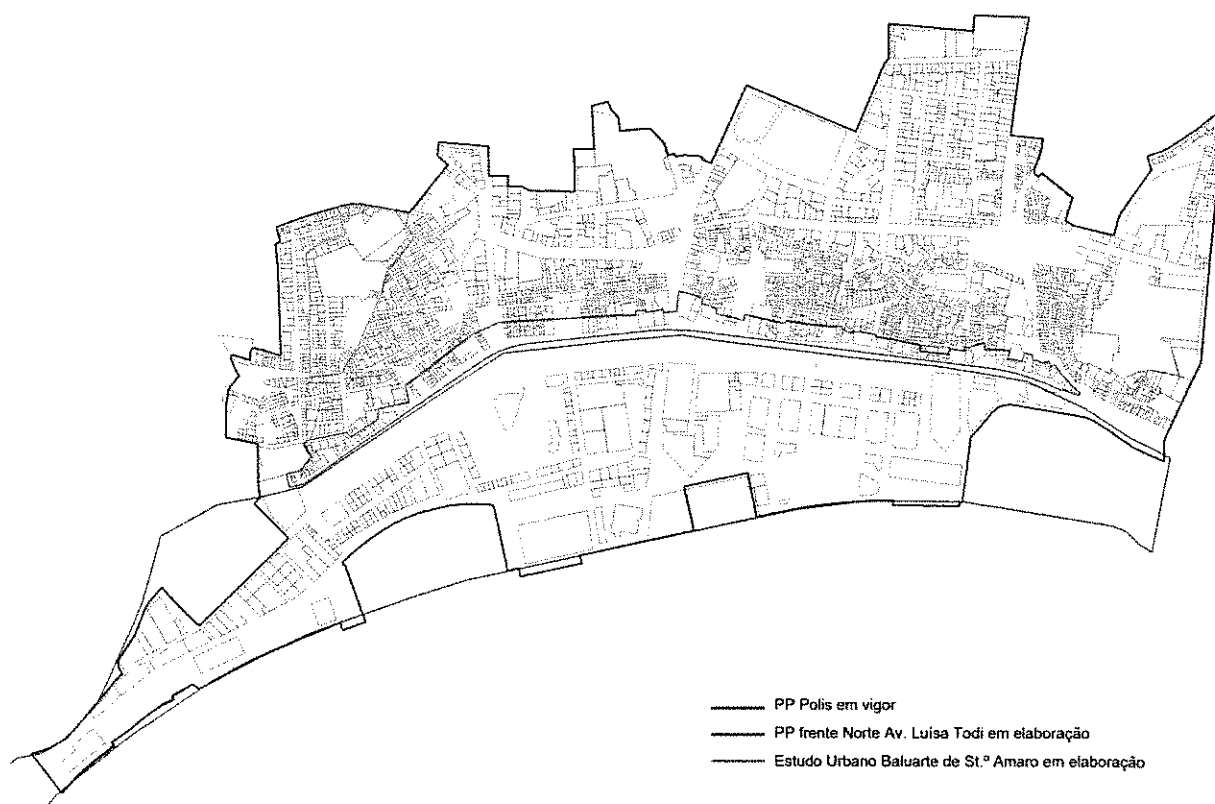 PP Polis em vigor
PP frente Norte Av. Luísa Todi em elaboração
Estudo Urbano Baluarte de St.º Amaro em elaboração